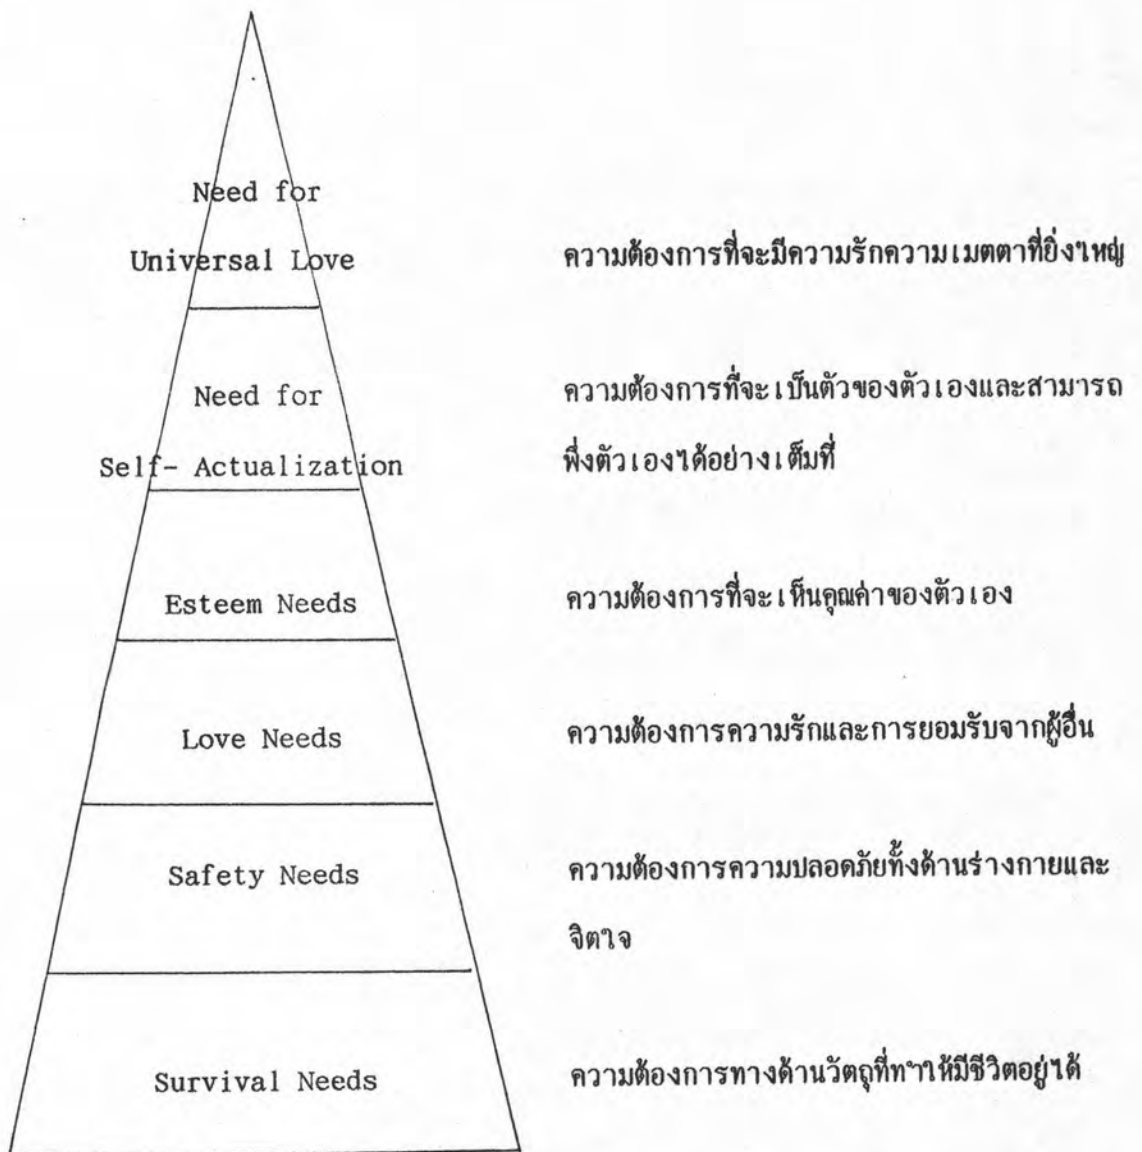 Need for
Universal Love
ความต้องการที่จะมีความรักความเมตตาที่ยิ่งใหญ่
Need for
Self- Actualization
ความต้องการที่จะเป็นตัวของตัวเองและสามารถ
พึ่งตัวเองได้อย่างเต็มที่
Esteem Needs
ความต้องการที่จะเห็นคุณค่าของตัวเอง
Love Needs
ความต้องการความรักและการยอมรับจากผู้อื่น
Safety Needs
ความต้องการความปลอดภัยทั้งด้านร่างกายและ
จิตใจ
Survival Needs
ความต้องการทางด้านวัตถุที่ทำให้มีชีวิตอยู่ได้